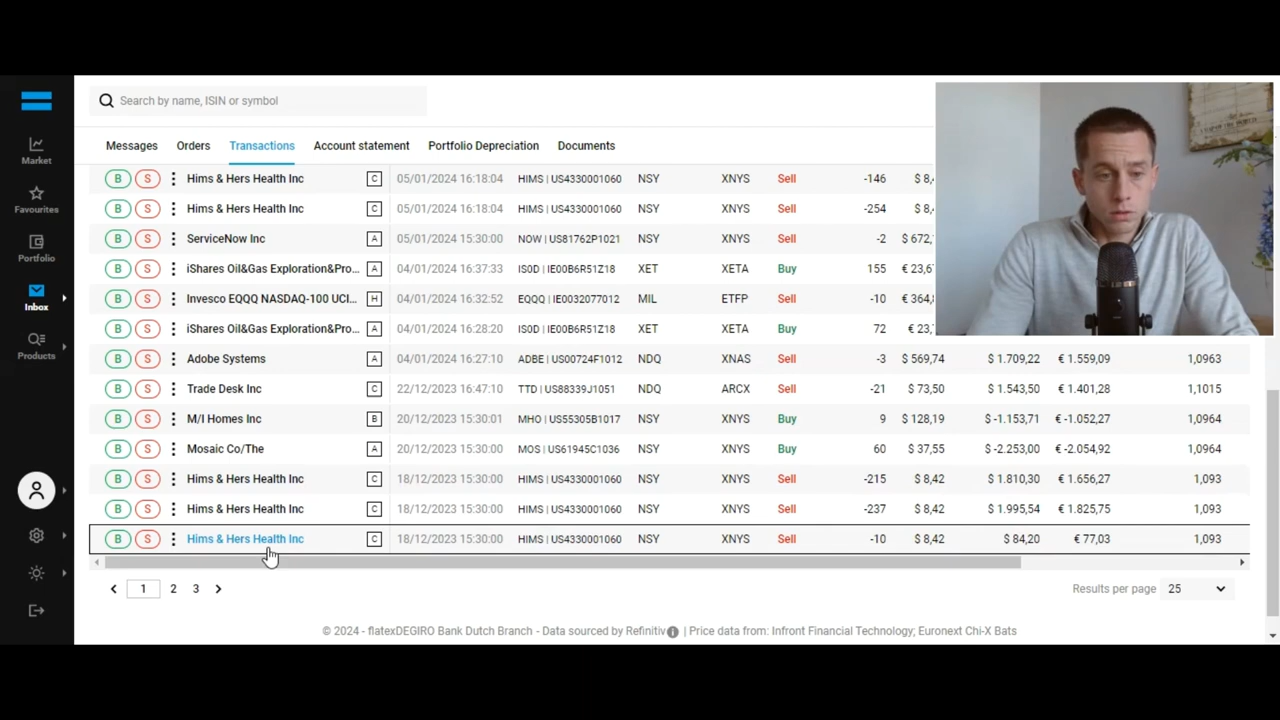 Search by name, ISIN or symbol
Market
Favourites
Portfolio
Inbox
Products
Messages Orders Transactions Account statement Portfolio Depreciation Documents
B S Hims & Hers Health Inc C 05/01/2024 16:18:04 HIMS | US4330001060 NSY XNYS Sell -146 $ 8,
B S Hims & Hers Health Inc C 05/01/2024 16:18:04 HIMS | US4330001060 NSY XNYS Sell -254 $ 8,
B S ServiceNow Inc A 05/01/2024 15:30:00 NOW | US81762P1021 NSY XNYS Sell -2 $ 672,
B S iShares Oil&Gas Exploration&Pro... A 04/01/2024 16:37:33 IS0D | IE00B6R51Z18 XET XETA Buy 155 € 23,6
B S Invesco EQQQ NASDAQ-100 UCI... H 04/01/2024 16:32:52 EQQQ | IE0032077012 MIL ETFP Sell -10 € 364,
B S iShares Oil&Gas Exploration&Pro... A 04/01/2024 16:28:20 IS0D | IE00B6R51Z18 XET XETA Buy 72 € 23,
B S Adobe Systems A 04/01/2024 16:27:10 ADBE | US00724F1012 NDQ XNAS Sell -3 $ 569,74 $ 1.709,22 € 1.559,09 1,0963
B S Trade Desk Inc C 22/12/2023 16:47:10 TTD | US88339J1051 NDQ ARCX Sell -21 $ 73,50 $ 1.543,50 € 1.401,28 1,1015
B S M/I Homes Inc B 20/12/2023 15:30:01 MHO | US55305B1017 NSY XNYS Buy 9 $ 128,19 $ -1.153,71 € -1.052,27 1,0964
B S Mosaic Co/The A 20/12/2023 15:30:00 MOS | US61945C1036 NSY XNYS Buy 60 $ 37,55 $ -2.253,00 € -2.054,92 1,0964
B S Hims & Hers Health Inc C 18/12/2023 15:30:00 HIMS | US4330001060 NSY XNYS Sell -215 $ 8,42 $ 1.810,30 € 1.656,27 1,093
B S Hims & Hers Health Inc C 18/12/2023 15:30:00 HIMS | US4330001060 NSY XNYS Sell -237 $ 8,42 $ 1.995,54 € 1.825,75 1,093
B S Hims & Hers Health Inc C 18/12/2023 15:30:00 HIMS | US4330001060 NSY XNYS Sell -10 $ 8,42 $ 84,20 € 77,03 1,093
1 2 3
Results per page 25
© 2024 - flatexDEGIRO Bank Dutch Branch - Data sourced by Refinitiv | Price data from: Infront Financial Technology; Euronext Chi-X Bats